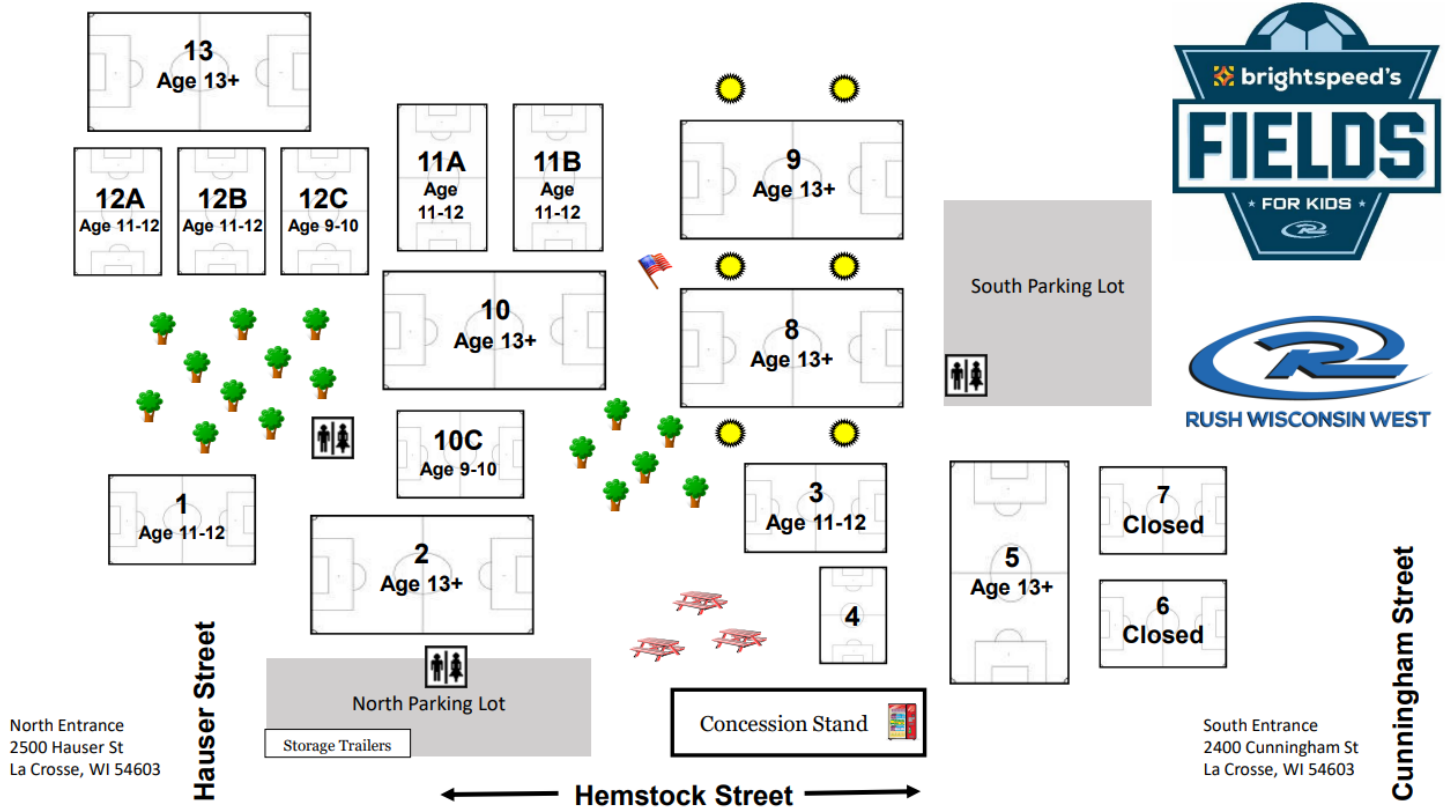 13
Age 13+
brightspeed's
FIELDS
★ FOR KIDS ★
12A
Age 11-12
12B
Age 11-12
12C
Age 9-10
11A
Age
11-12
11B
Age
11-12
9
Age 13+
South Parking Lot
10
Age 13+
8
Age 13+
RUSH WISCONSIN WEST
10C
Age 9-10
1
Age 11-12
2
Age 13+
3
Age 11-12
4
5
Age 13+
7
Closed
6
Closed
Hauser Street
Cunningham Street
North Parking Lot
Storage Trailers
Concession Stand
North Entrance
2500 Hauser St
La Crosse, WI 54603
South Entrance
2400 Cunningham St
La Crosse, WI 54603
Hemstock Street